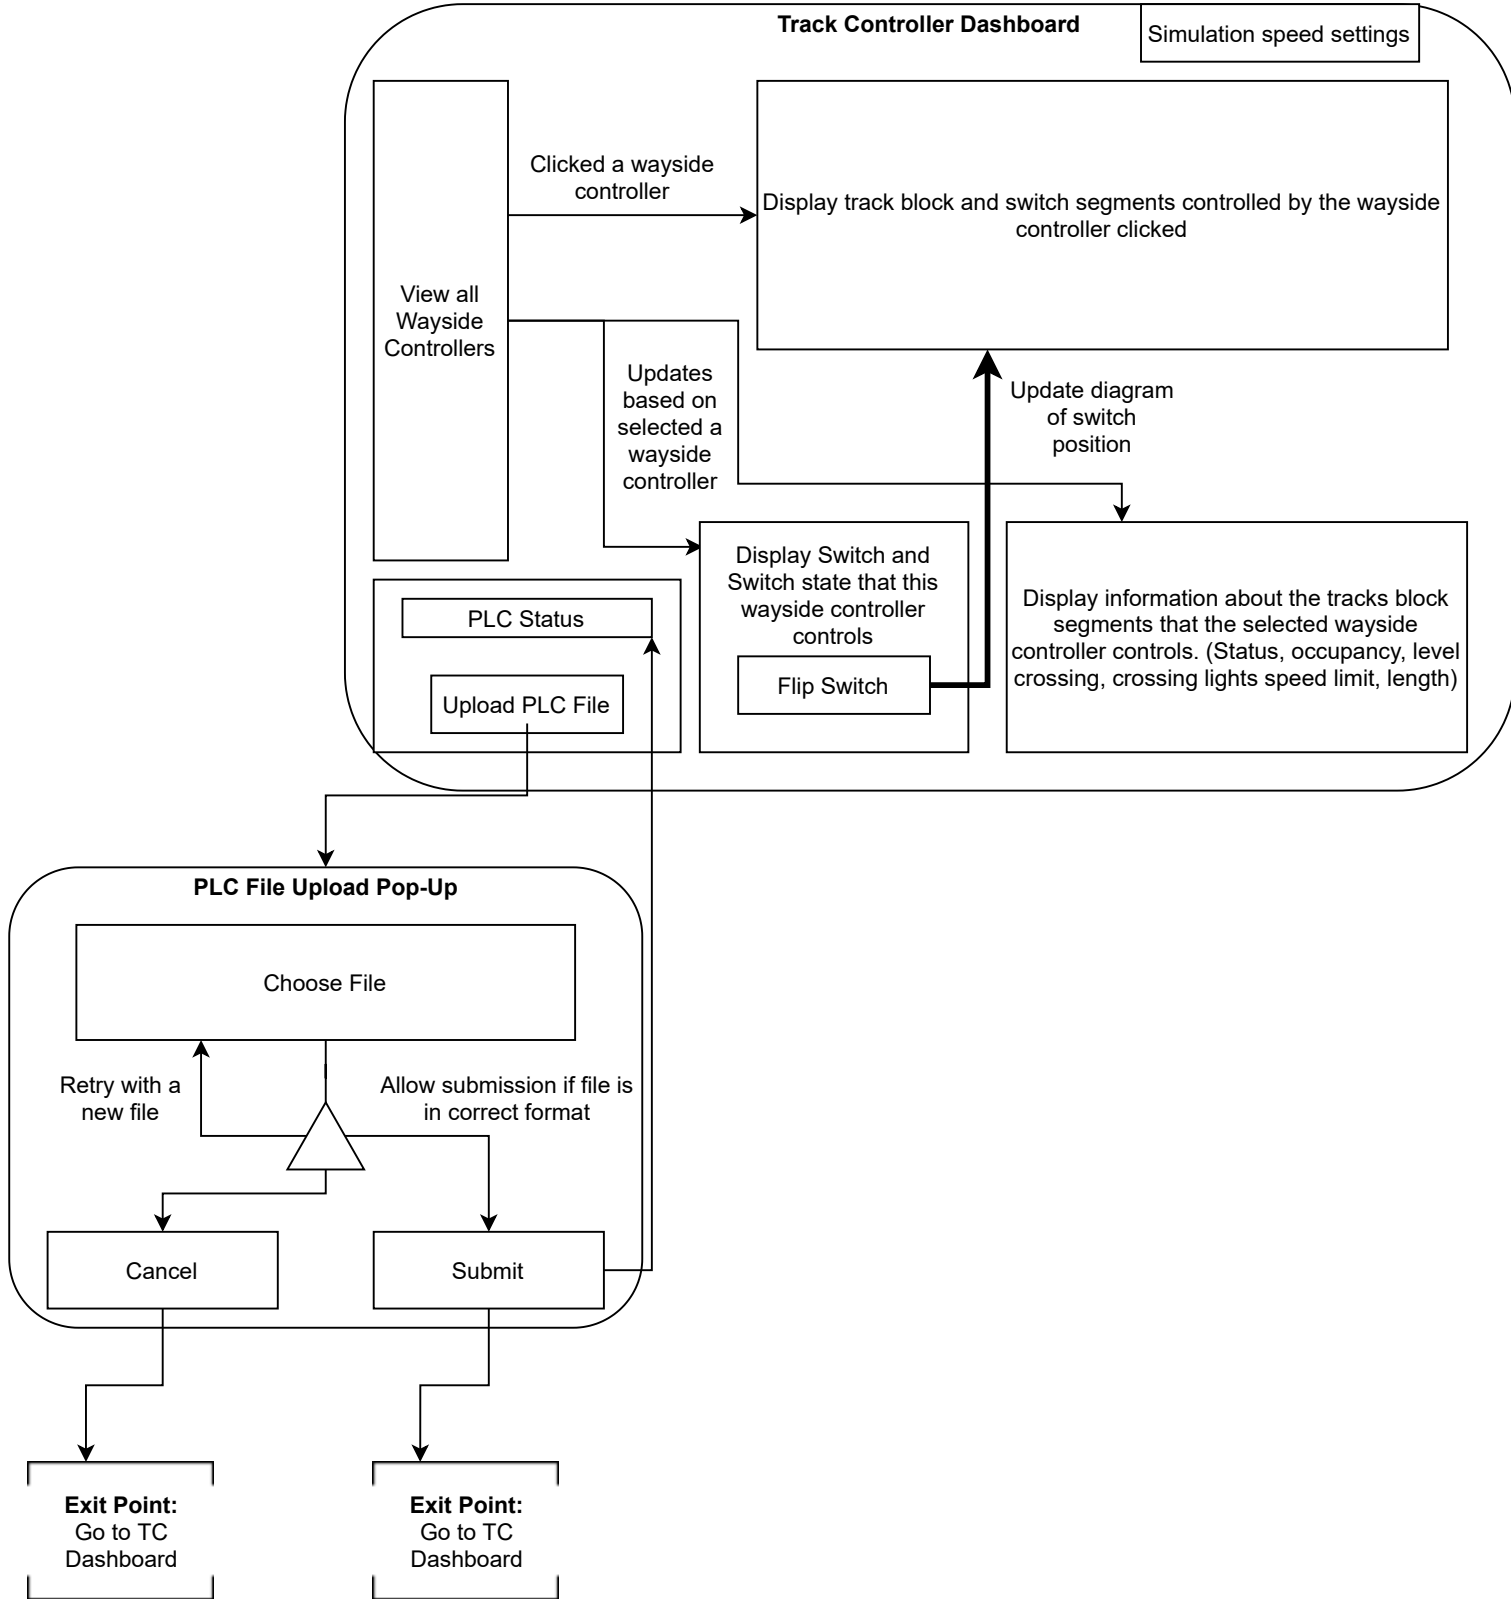 Track Controller Dashboard
Simulation speed settings
Clicked a wayside
controller
Display track block and switch segments controlled by the wayside
controller clicked
View all
Wayside
Controllers
Updates
based on
selected a
wayside
controller
Update diagram
of switch
position
Display Switch and
Switch state that this
wayside controller
controls
Flip Switch
Display information about the tracks block
segments that the selected wayside
controller controls. (Status, occupancy, level
crossing, crossing lights speed limit, length)
PLC Status
Upload PLC File
PLC File Upload Pop-Up
Choose File
Retry with a
new file
Allow submission if file is
in correct format
Cancel
Submit
Exit Point:
Go to TC
Dashboard
Exit Point:
Go to TC
Dashboard